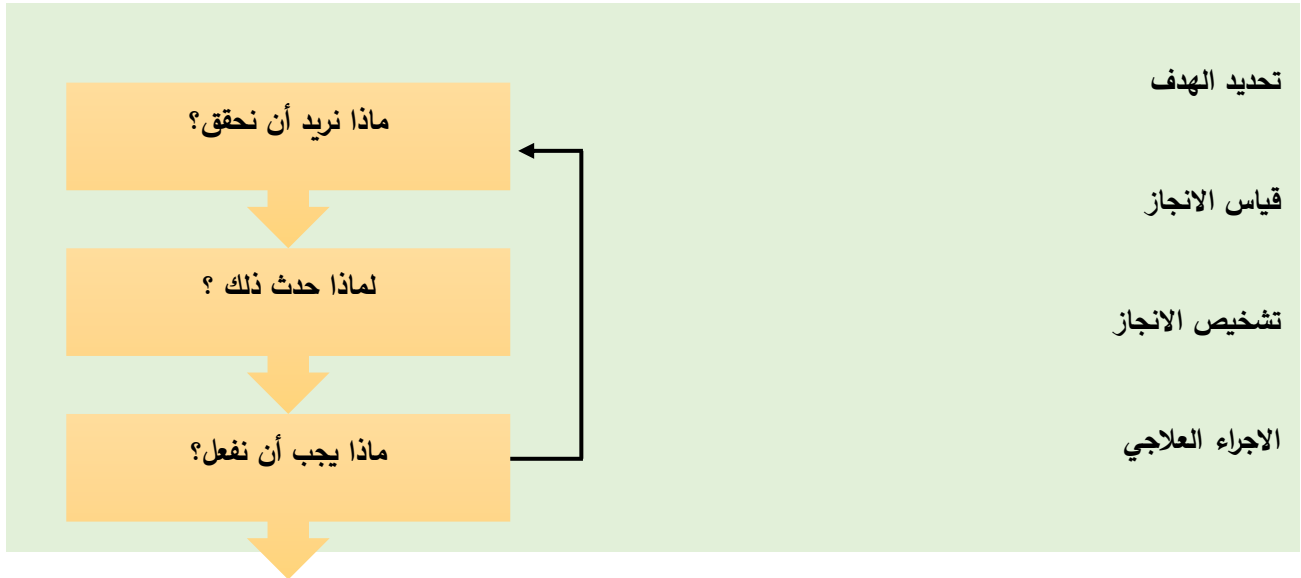 تحديد الهدف
ماذا نريد أن نحقق؟
قياس الانجاز
لماذا حدث ذلك ؟
تشخيص الانجاز
ماذا يجب أن نفعل؟
الاجراء العلاجي